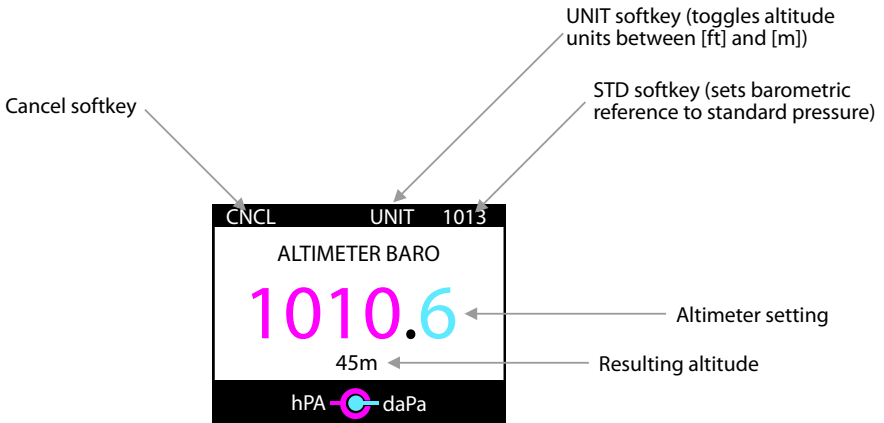 UNIT softkey (toggles altitude
units between [ft] and [m])
STD softkey (sets barometric
reference to standard pressure)
Cancel softkey
CNCL UNIT 1013
ALTIMETER BARO
1010.6
Altimeter setting
45m
Resulting altitude
hPA daPa